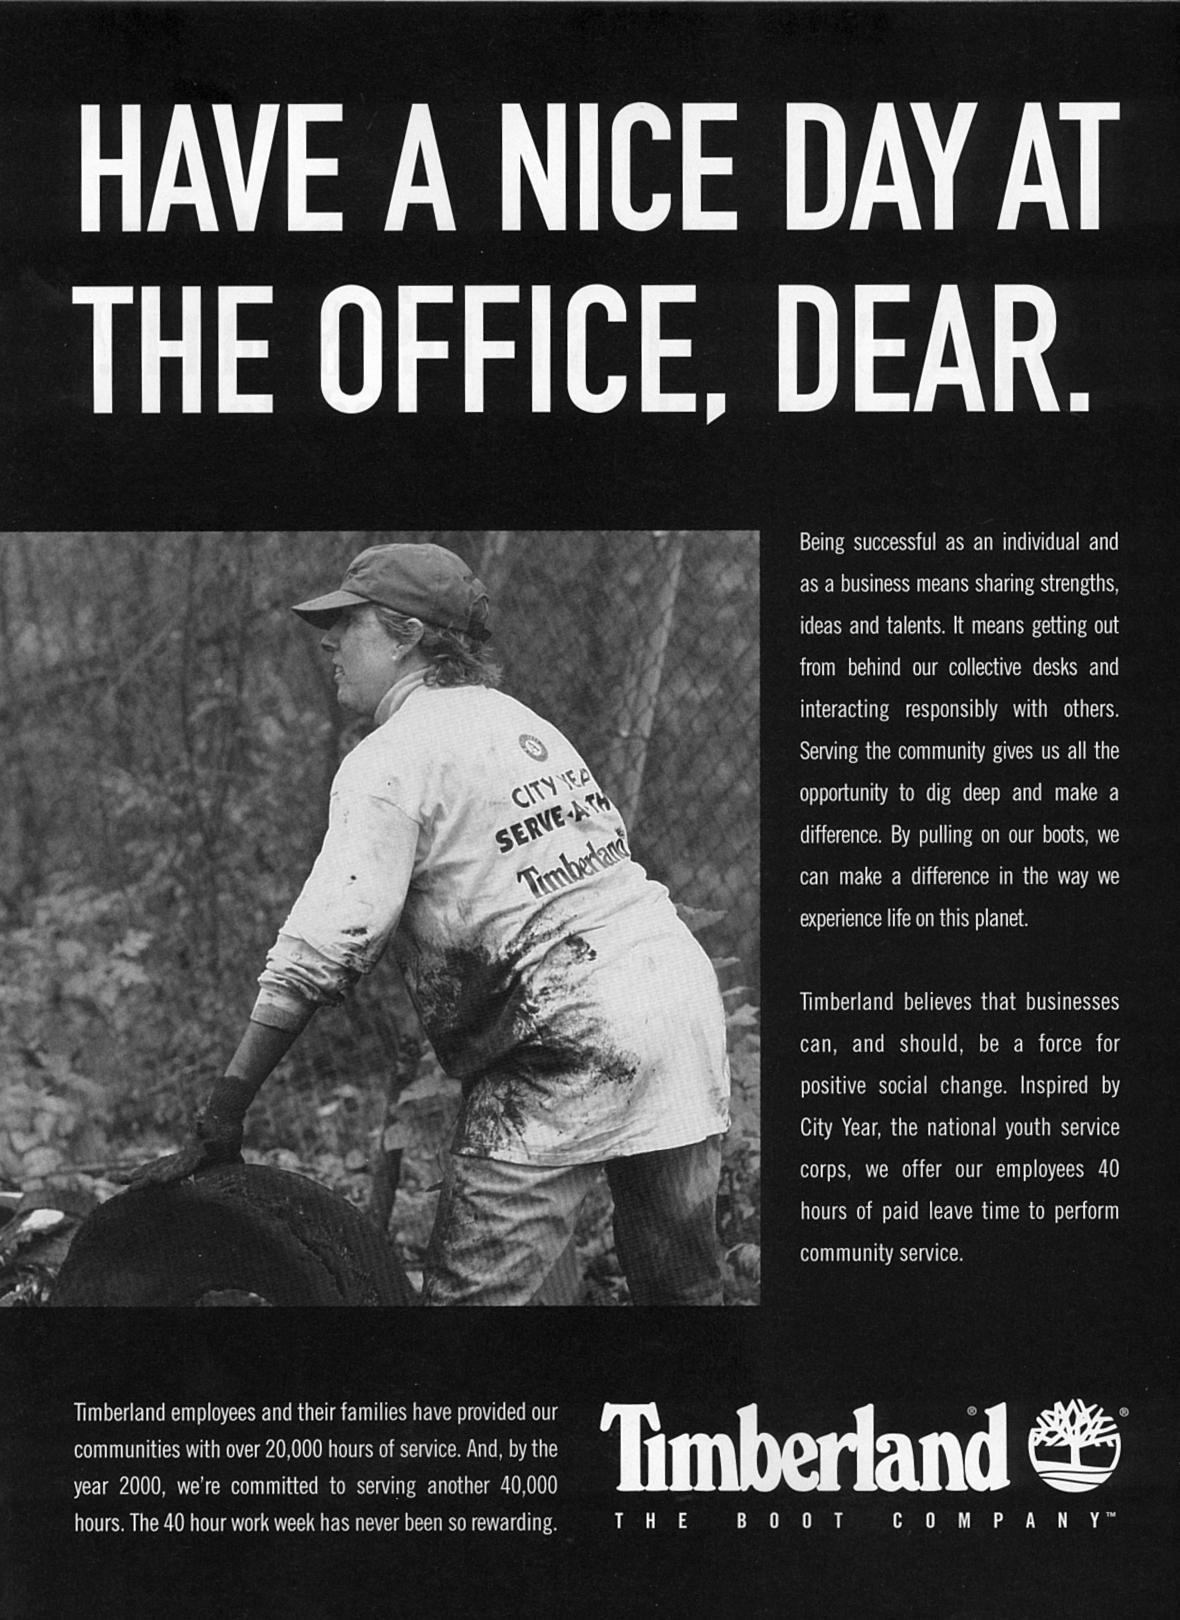 HAVE A NICE DAY AT
THE OFFICE, DEAR.
CITY YEA
SERVE-A-TH
Timberland
Being successful as an individual and
as a business means sharing strengths,
ideas and talents. It means getting out
from behind our collective desks and
interacting responsibly with others.
Serving the community gives us all the
opportunity to dig deep and make a
difference. By pulling on our boots, we
can make a difference in the way we
experience life on this planet.
Timberland believes that businesses
can, and should, be a force for
positive social change. Inspired by
City Year, the national youth service
corps, we offer our employees 40
hours of paid leave time to perform
community service.
Timberland employees and their families have provided our
communities with over 20,000 hours of service. And, by the
year 2000, we're committed to serving another 40,000
hours. The 40 hour work week has never been so rewarding.
Timberland®®
THE BOOT COMPANY™